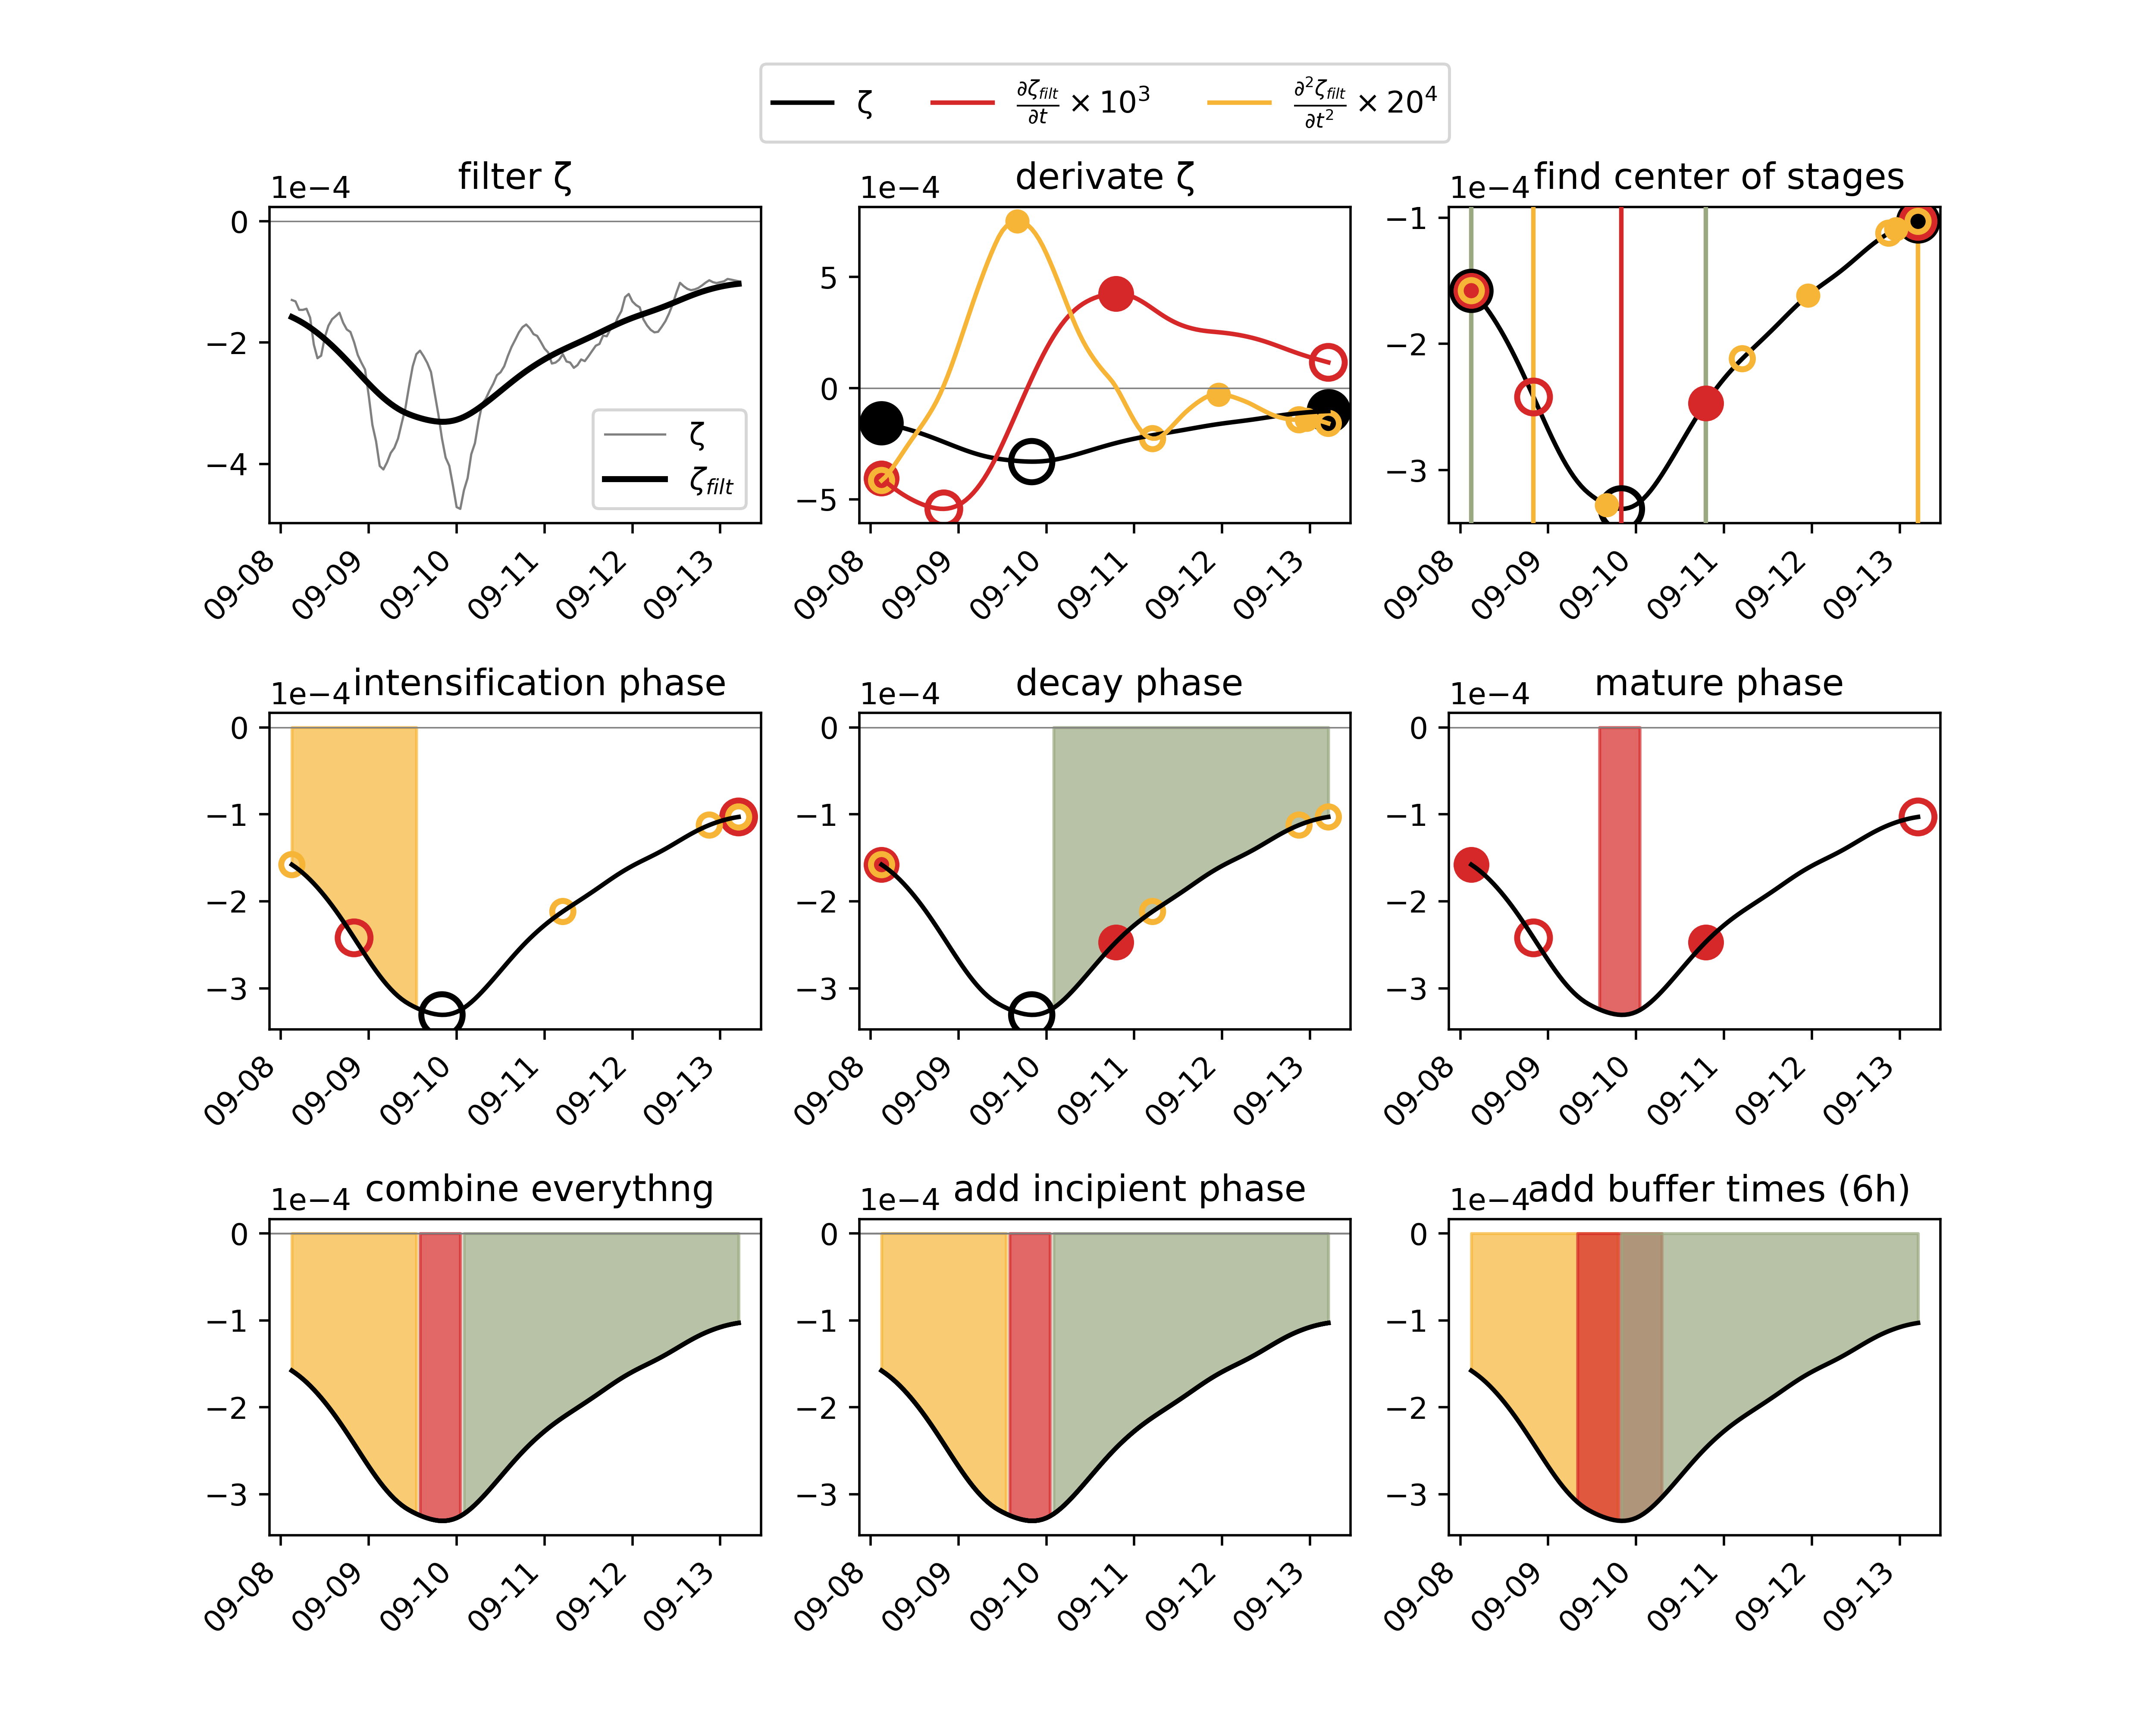 ζ ∂ζ_filt/∂t × 10³ ∂²ζ_filt/∂t² × 20⁴
filter ζ
1e−4
0
−2
−4
ζ
ζ_filt
09-08 09-09 09-10 09-11 09-12 09-13
derivate ζ
1e−4
5
0
−5
09-08 09-09 09-10 09-11 09-12 09-13
find center of stages
1e−4
−1
−2
−3
09-08 09-09 09-10 09-11 09-12 09-13
intensification phase
1e−4
0
−1
−2
−3
09-08 09-09 09-10 09-11 09-12 09-13
decay phase
1e−4
0
−1
−2
−3
09-08 09-09 09-10 09-11 09-12 09-13
mature phase
1e−4
0
−1
−2
−3
09-08 09-09 09-10 09-11 09-12 09-13
combine everythng
1e−4
0
−1
−2
−3
09-08 09-09 09-10 09-11 09-12 09-13
add incipient phase
1e−4
0
−1
−2
−3
09-08 09-09 09-10 09-11 09-12 09-13
add buffer times (6h)
1e−4
0
−1
−2
−3
09-08 09-09 09-10 09-11 09-12 09-13